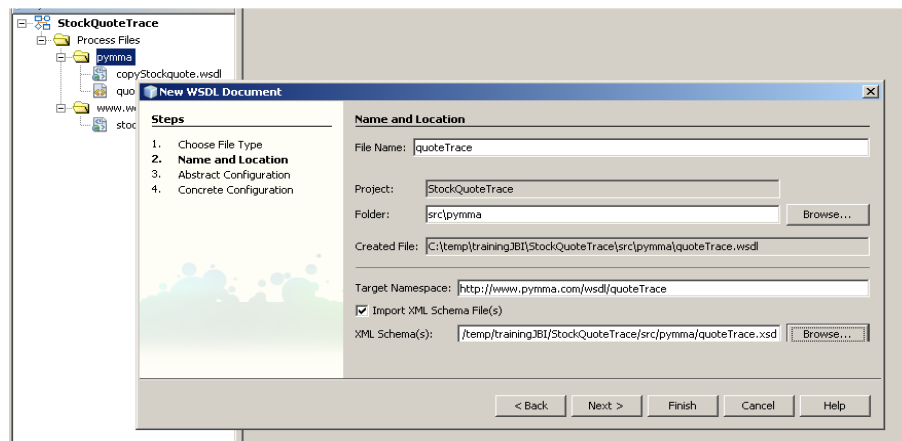 StockQuoteTrace
Process Files
pymma
copyStockquote.wsdl
quo
www.w
stoc
New WSDL Document
Steps
1. Choose File Type
2. Name and Location
3. Abstract Configuration
4. Concrete Configuration
Name and Location
File Name: quoteTrace
Project: StockQuoteTrace
Folder: src\pymma Browse...
Created File: C:\temp\trainingJBI\StockQuoteTrace\src\pymma\quoteTrace.wsdl
Target Namespace: http://www.pymma.com/wsdl/quoteTrace
Import XML Schema File(s)
XML Schema(s): /temp/trainingJBI/StockQuoteTrace/src/pymma/quoteTrace.xsd Browse...
< Back Next > Finish Cancel Help